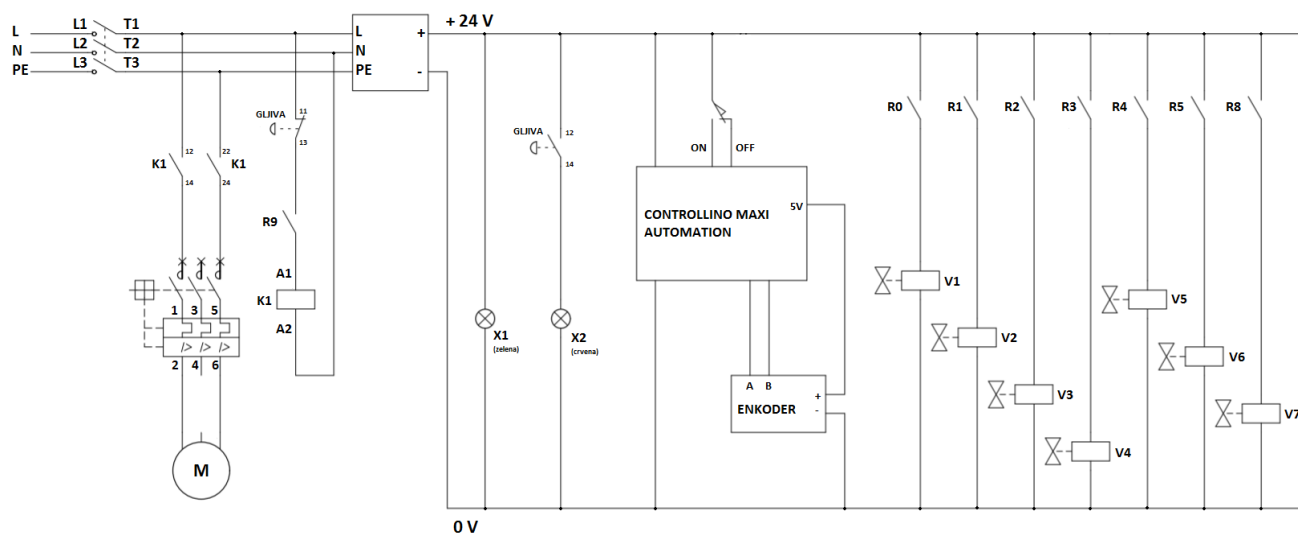 L L1 T1
N L2 T2
PE L3 T3
L +
N
PE -
+ 24 V
0 V
GLJIVA
11
13
K1
12
14
22
24
K1
R9
A1
K1
A2
1 3 5
2 4 6
M
X1
(zelena)
GLJIVA
12
14
X2
(crvena)
ON OFF
CONTROLLINO MAXI
AUTOMATION
5V
A B
ENKODER
+
-
R0 R1 R2 R3 R4 R5 R8
V1
V2
V3
V4
V5
V6
V7